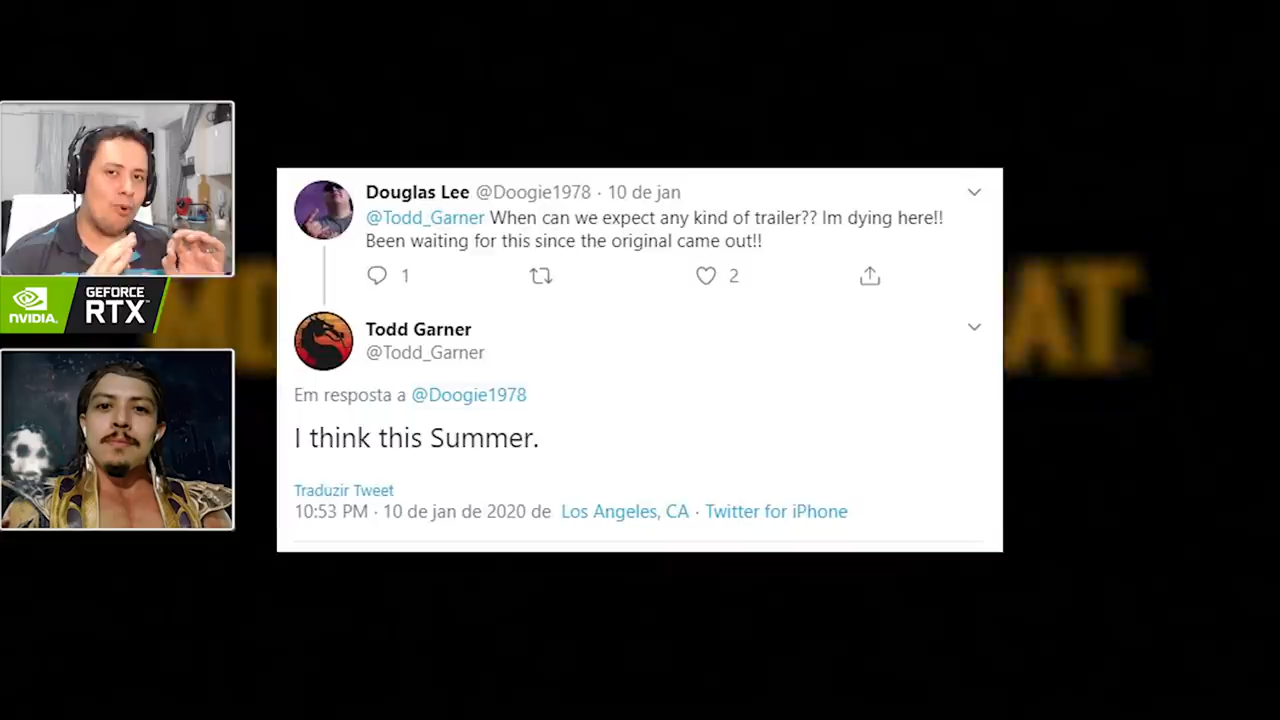 Douglas Lee @Doogie1978 · 10 de jan
@Todd_Garner When can we expect any kind of trailer?? Im dying here!!
Been waiting for this since the original came out!!
1
2
Todd Garner
@Todd_Garner
Em resposta a @Doogie1978
I think this Summer.
Traduzir Tweet
10:53 PM · 10 de jan de 2020 de Los Angeles, CA · Twitter for iPhone
NVIDIA.
GEFORCE
RTX™